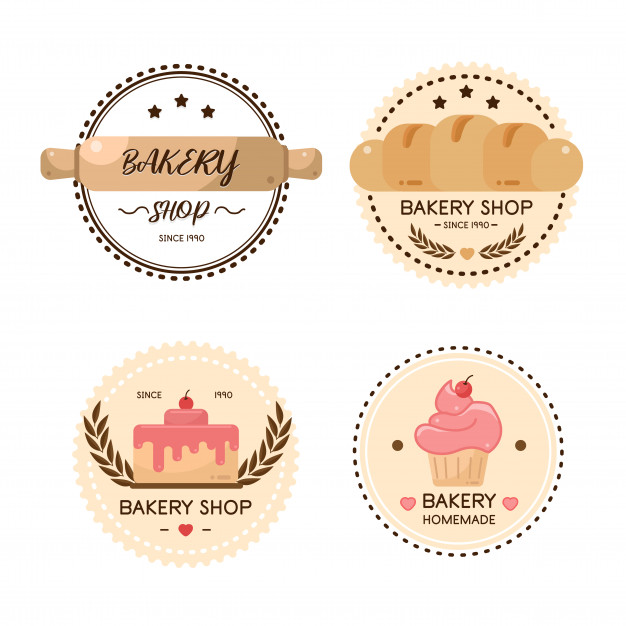 BAKERY
SHOP
SINCE 1990
BAKERY SHOP
– SINCE 1990 –
SINCE 1990
BAKERY SHOP
BAKERY
HOMEMADE